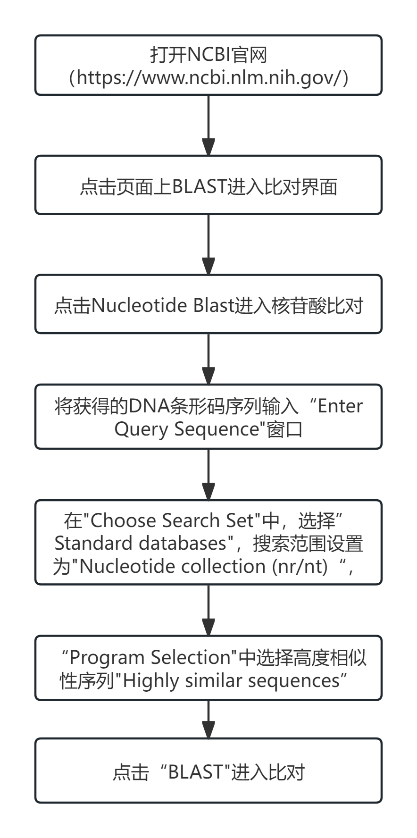 打开NCBI官网
（https://www.ncbi.nlm.nih.gov/）
点击页面上BLAST进入比对界面
点击Nucleotide Blast进入核苷酸比对
将获得的DNA条形码序列输入“Enter
Query Sequence"窗口
在"Choose Search Set"中，选择”
Standard databases"，搜索范围设置
为"Nucleotide collection (nr/nt)“，
“Program Selection"中选择高度相似
性序列"Highly similar sequences”
点击“BLAST"进入比对